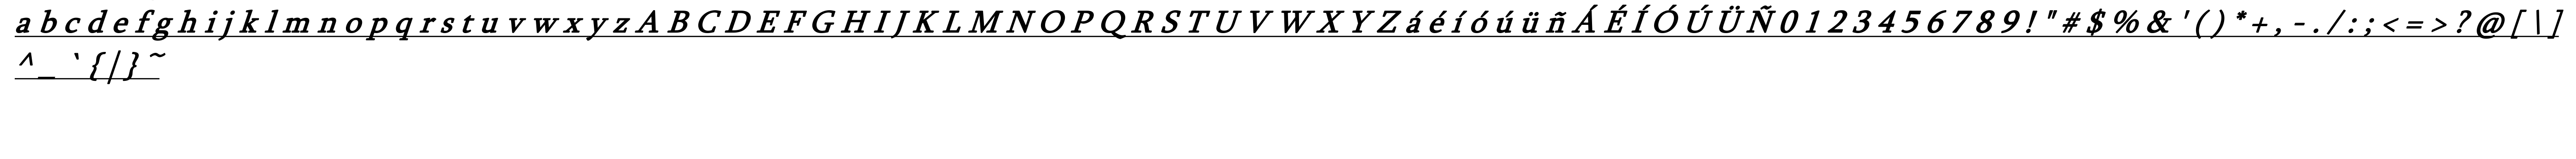 a b c d e f g h i j k l m n o p q r s t u v w x y z A B C D E F G H I J K L M N O P Q R S T U V W X Y Z á é í ó ú ü ñ Á É Í Ó Ú Ü Ñ 0 1 2 3 4 5 6 7 8 9 ! " # $ % & ' ( ) * + , - . / : ; < = > ? @ [ \ ]
^ _ ` { | } ~